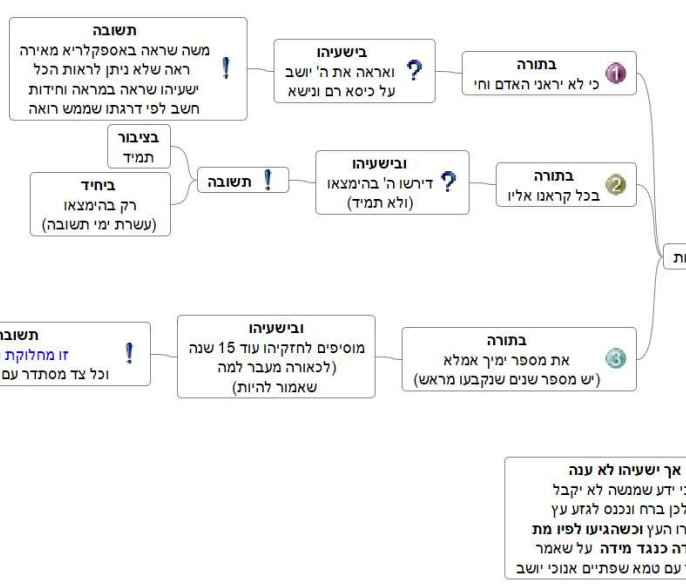 1
בתורה
כי לא יראני האדם וחי
בישעיהו
ואראה את ה' יושב
על כיסא רם ונישא
תשובה
משה שראה באספקלריא מאירה
ראה שלא ניתן לראות הכל
ישעיהו שראה במראה וחידות
חשב לפי דרגתו שממש רואה
2
בתורה
בכל קראנו אליו
ובישעיהו
דירשו ה' בהימצאו
(ולא תמיד)
תשובה
בציבור
תמיד
ביחיד
רק בהימצאו
(עשרת ימי תשובה)
3
בתורה
את מספר ימיך אמלא
(יש מספר שנים שנקבעו מראש)
ובישעיהו
מוסיפים לחזקיהו עוד 15 שנה
(לכאורה מעבר למה
שאמור להיות)
זו מחלוקת
וכל צד מסתדר עם
אך ישעיהו לא ענה
ידע שמנשה לא יקבל
לכן ברח ונכנס לגזע עץ
העץ וכשהגיעו לפיו מת
כנגד מידה על שאמר
עם טמא שפתיים אנוכי יושב